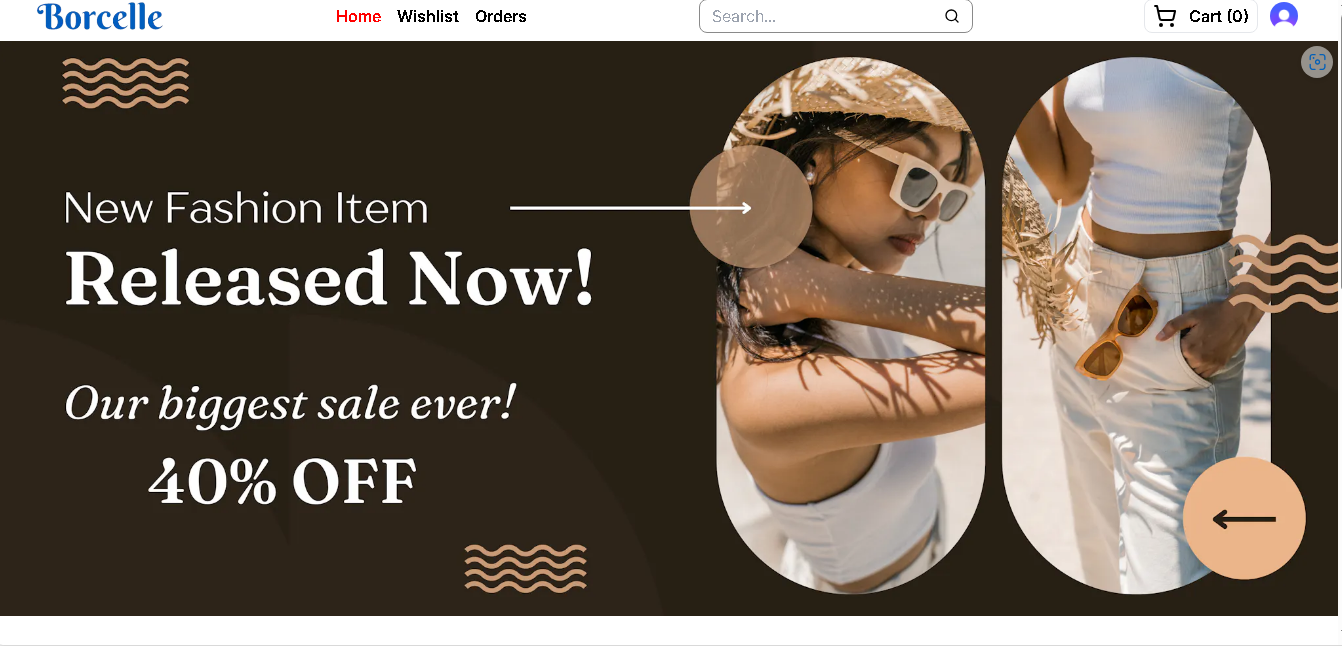 Borcelle
Home Wishlist Orders
Search...
Cart (0)
New Fashion Item
Released Now!
Our biggest sale ever!
40% OFF